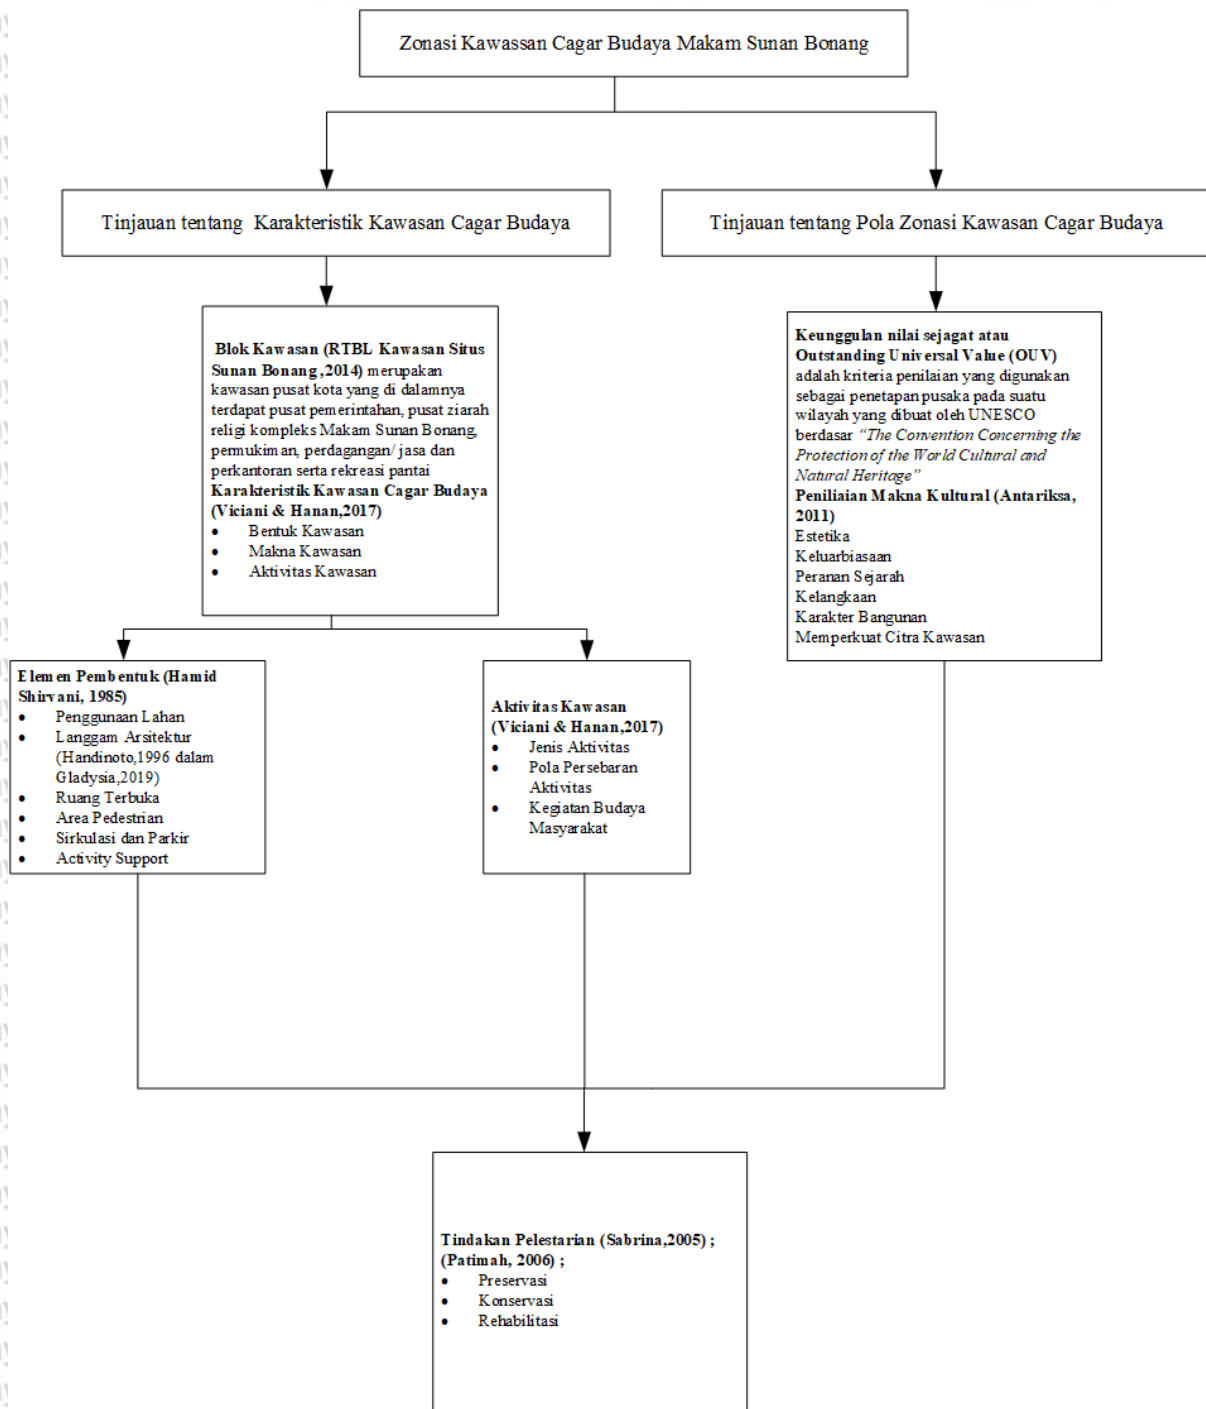 Zonasi Kawassan Cagar Budaya Makam Sunan Bonang
Tinjauan tentang Karakteristik Kawasan Cagar Budaya
Tinjauan tentang Pola Zonasi Kawasan Cagar Budaya
Blok Kawasan (RTBL Kawasan Situs
Sunan Bonang ,2014) merupakan
kawasan pusat kota yang di dalamnya
terdapat pusat pemerintahan, pusat ziarah
religi kompleks Makam Sunan Bonang,
permukiman, perdagangan/ jasa dan
perkantoran serta rekreasi pantai
Karakteristik Kawasan Cagar Budaya
(Viciani & Hanan,2017)
• Bentuk Kawasan
• Makna Kawasan
• Aktivitas Kawasan
Keunggulan nilai sejagat atau
Outstanding Universal Value (OUV)
adalah kriteria penilaian yang digunakan
sebagai penetapan pusaka pada suatu
wilayah yang dibuat oleh UNESCO
berdasar “The Convention Concerning the
Protection of the World Cultural and
Natural Heritage”
Peniliaian Makna Kultural (Antariksa,
2011)
Estetika
Keluarbiasaan
Peranan Sejarah
Kelangkaan
Karakter Bangunan
Memperkuat Citra Kawasan
Elemen Pembentuk (Hamid
Shirvani, 1985)
• Penggunaan Lahan
• Langgam Arsitektur
(Handinoto,1996 dalam
Gladysia,2019)
• Ruang Terbuka
• Area Pedestrian
• Sirkulasi dan Parkir
• Activity Support
Aktivitas Kawasan
(Viciani & Hanan,2017)
• Jenis Aktivitas
• Pola Persebaran
Aktivitas
• Kegiatan Budaya
Masyarakat
Tindakan Pelestarian (Sabrina,2005) ;
(Patimah, 2006) ;
• Preservasi
• Konservasi
• Rehabilitasi